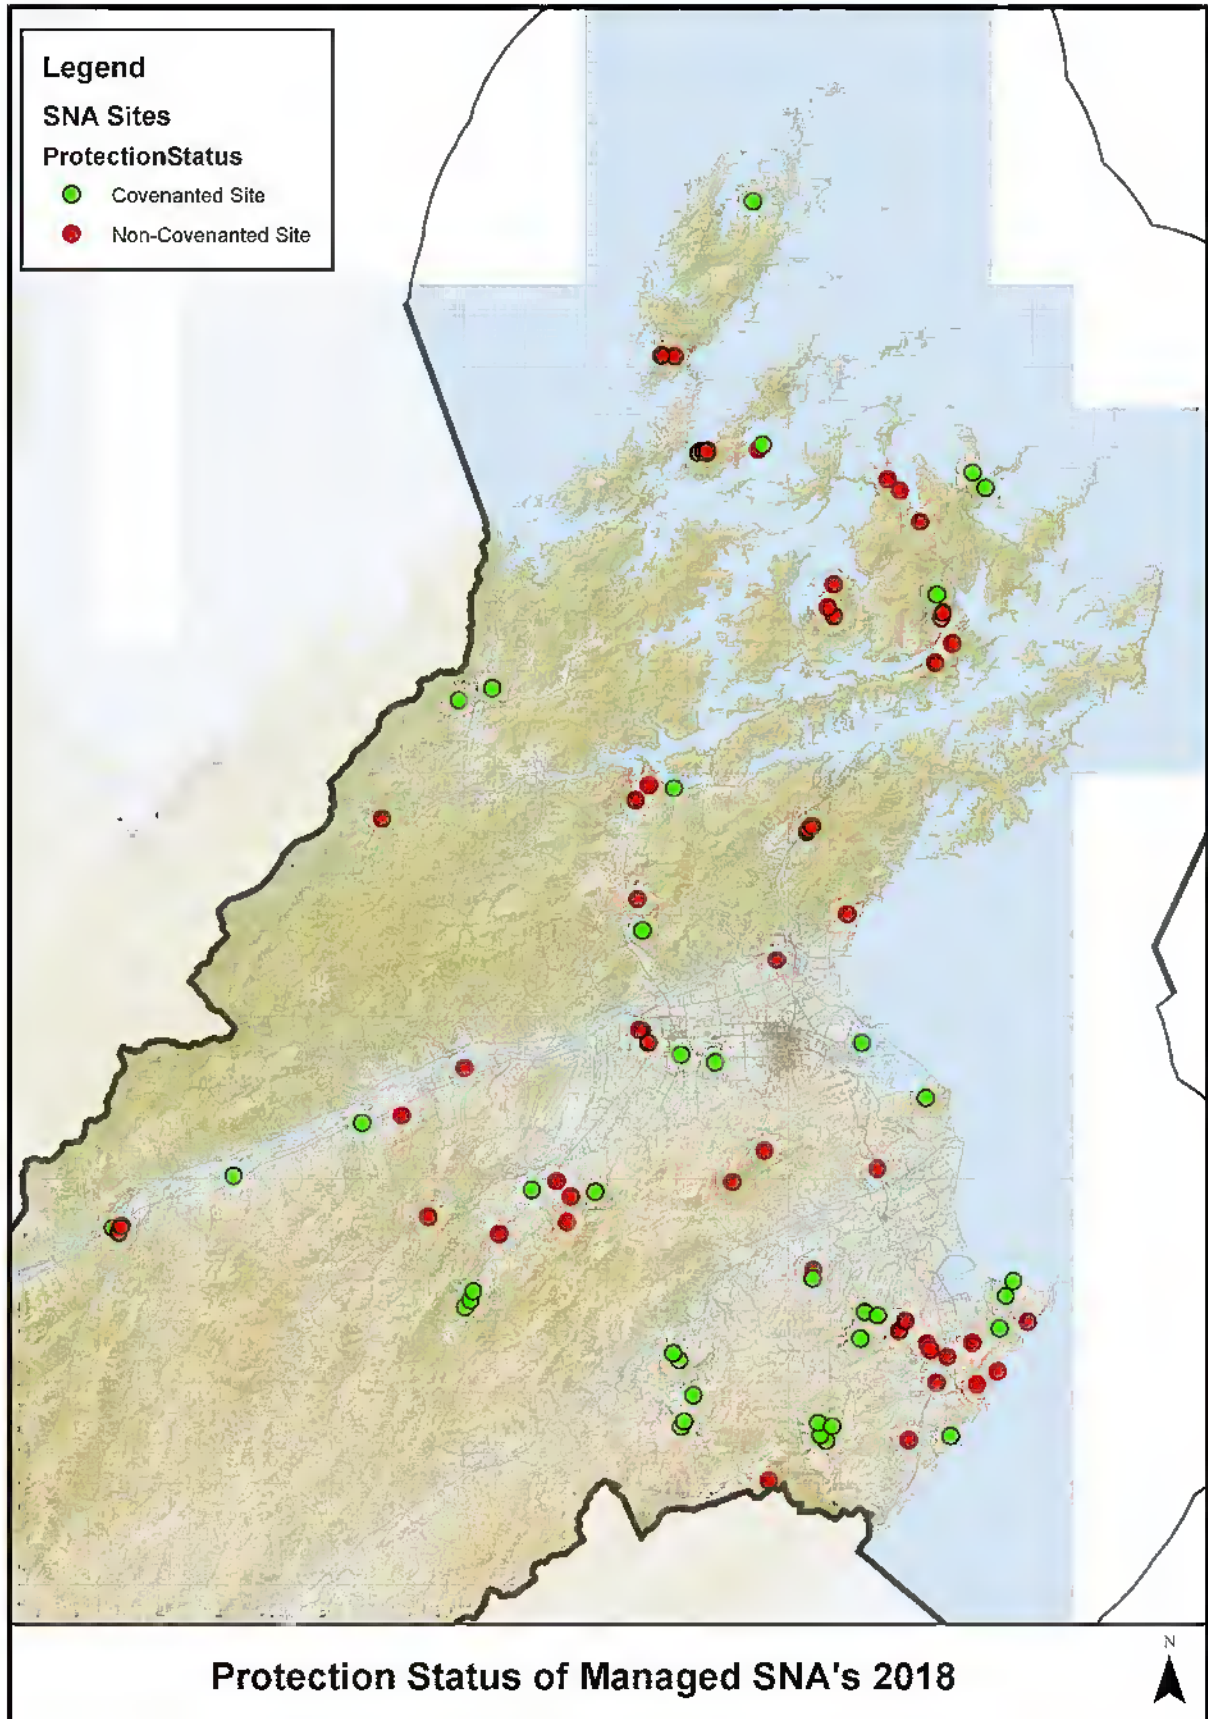 Legend
SNA Sites
ProtectionStatus
Covenanted Site
Non-Covenanted Site
Protection Status of Managed SNA's 2018
N